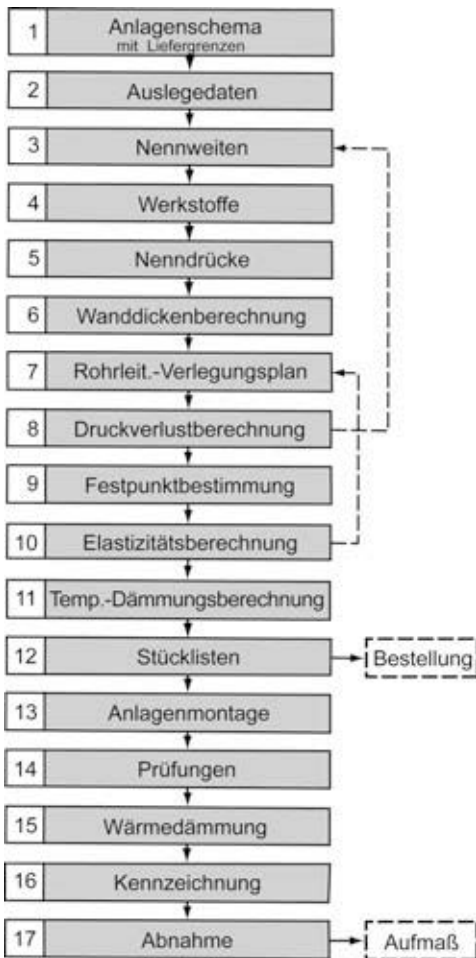 1 Anlagenschema
mit Liefergrenzen
2 Auslegedaten
3 Nennweiten
4 Werkstoffe
5 Nenndrücke
6 Wanddickenberechnung
7 Rohrleit.-Verlegungsplan
8 Druckverlustberechnung
9 Festpunktbestimmung
10 Elastizitätsberechnung
11 Temp.-Dämmungsberechnung
12 Stücklisten Bestellung
13 Anlagenmontage
14 Prüfungen
15 Wärmedämmung
16 Kennzeichnung
17 Abnahme Aufmaß